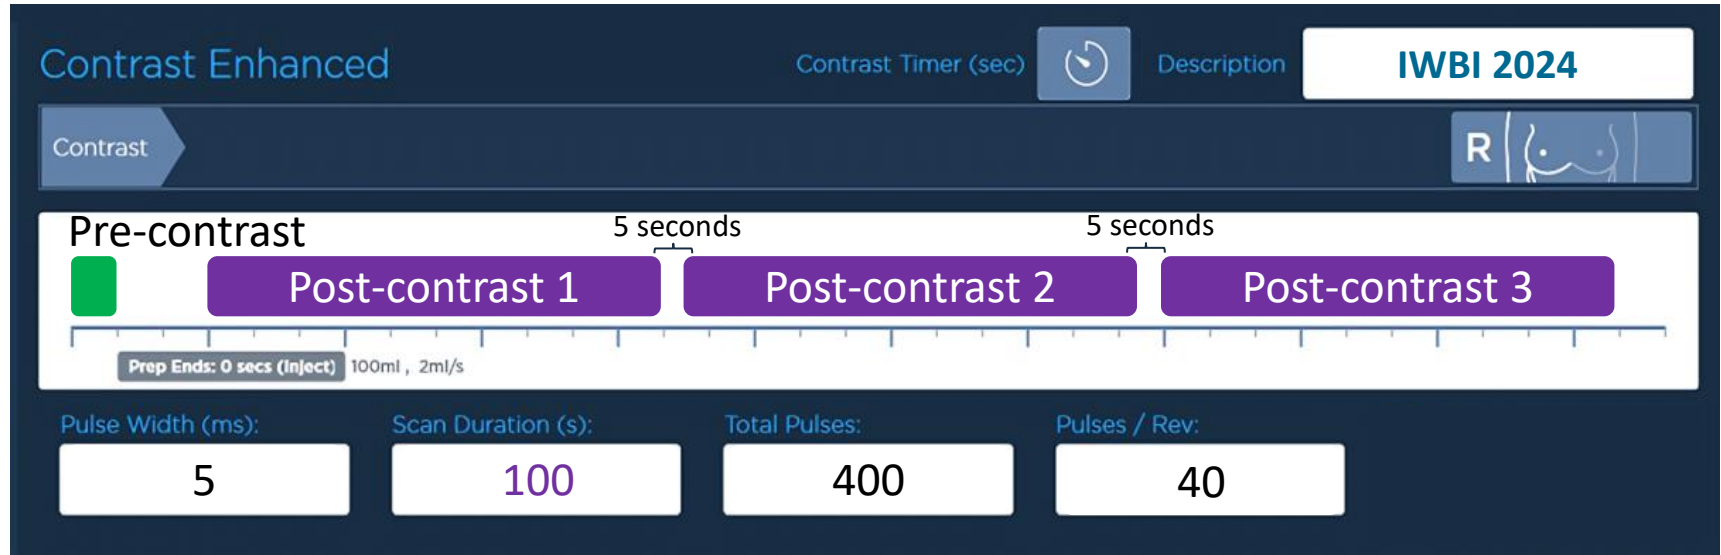 Contrast Enhanced
Contrast Timer (sec)
Description
IWBI 2024
Contrast
R
Pre-contrast
5 seconds
5 seconds
Post-contrast 1
Post-contrast 2
Post-contrast 3
Prep Ends: 0 secs (Inject)
100ml , 2ml/s
Pulse Width (ms):
Scan Duration (s):
Total Pulses:
Pulses / Rev:
5
100
400
40